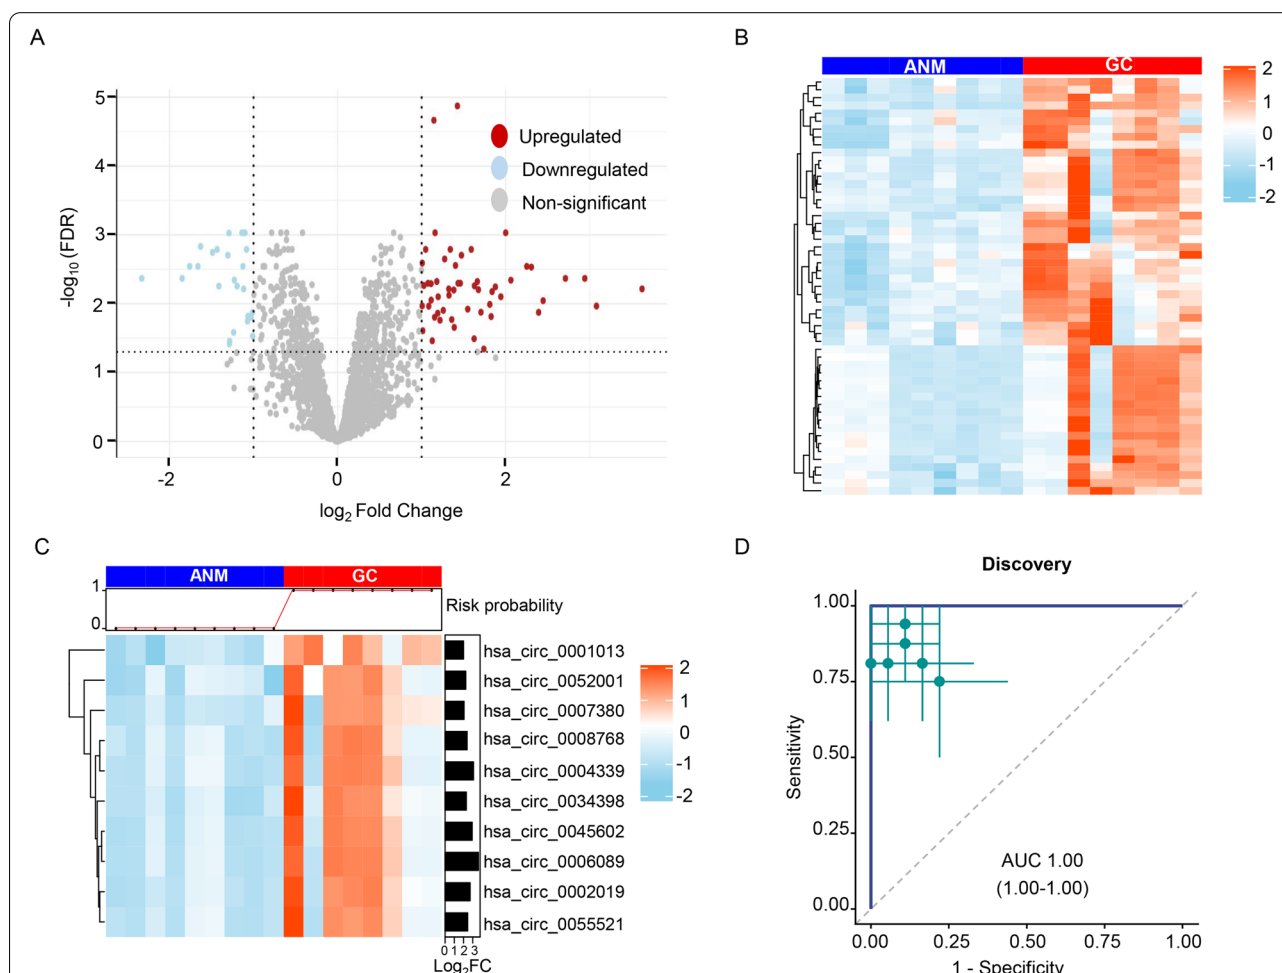 A
5
4
3
2
1
0
-log10 (FDR)
-2
0
2
log2 Fold Change
Upregulated
Downregulated
Non-significant
B
ANM
GC
2
1
0
-1
-2
C
ANM
GC
1
0
Risk probability
hsa_circ_0001013
hsa_circ_0052001
hsa_circ_0007380
hsa_circ_0008768
hsa_circ_0004339
hsa_circ_0034398
hsa_circ_0045602
hsa_circ_0006089
hsa_circ_0002019
hsa_circ_0055521
0 1 2 3
Log2FC
2
1
0
-1
-2
D
Discovery
1.00
0.75
0.50
0.25
0.00
Sensitivity
AUC 1.00
(1.00-1.00)
0.00
0.25
0.50
0.75
1.00
1 - Specificity